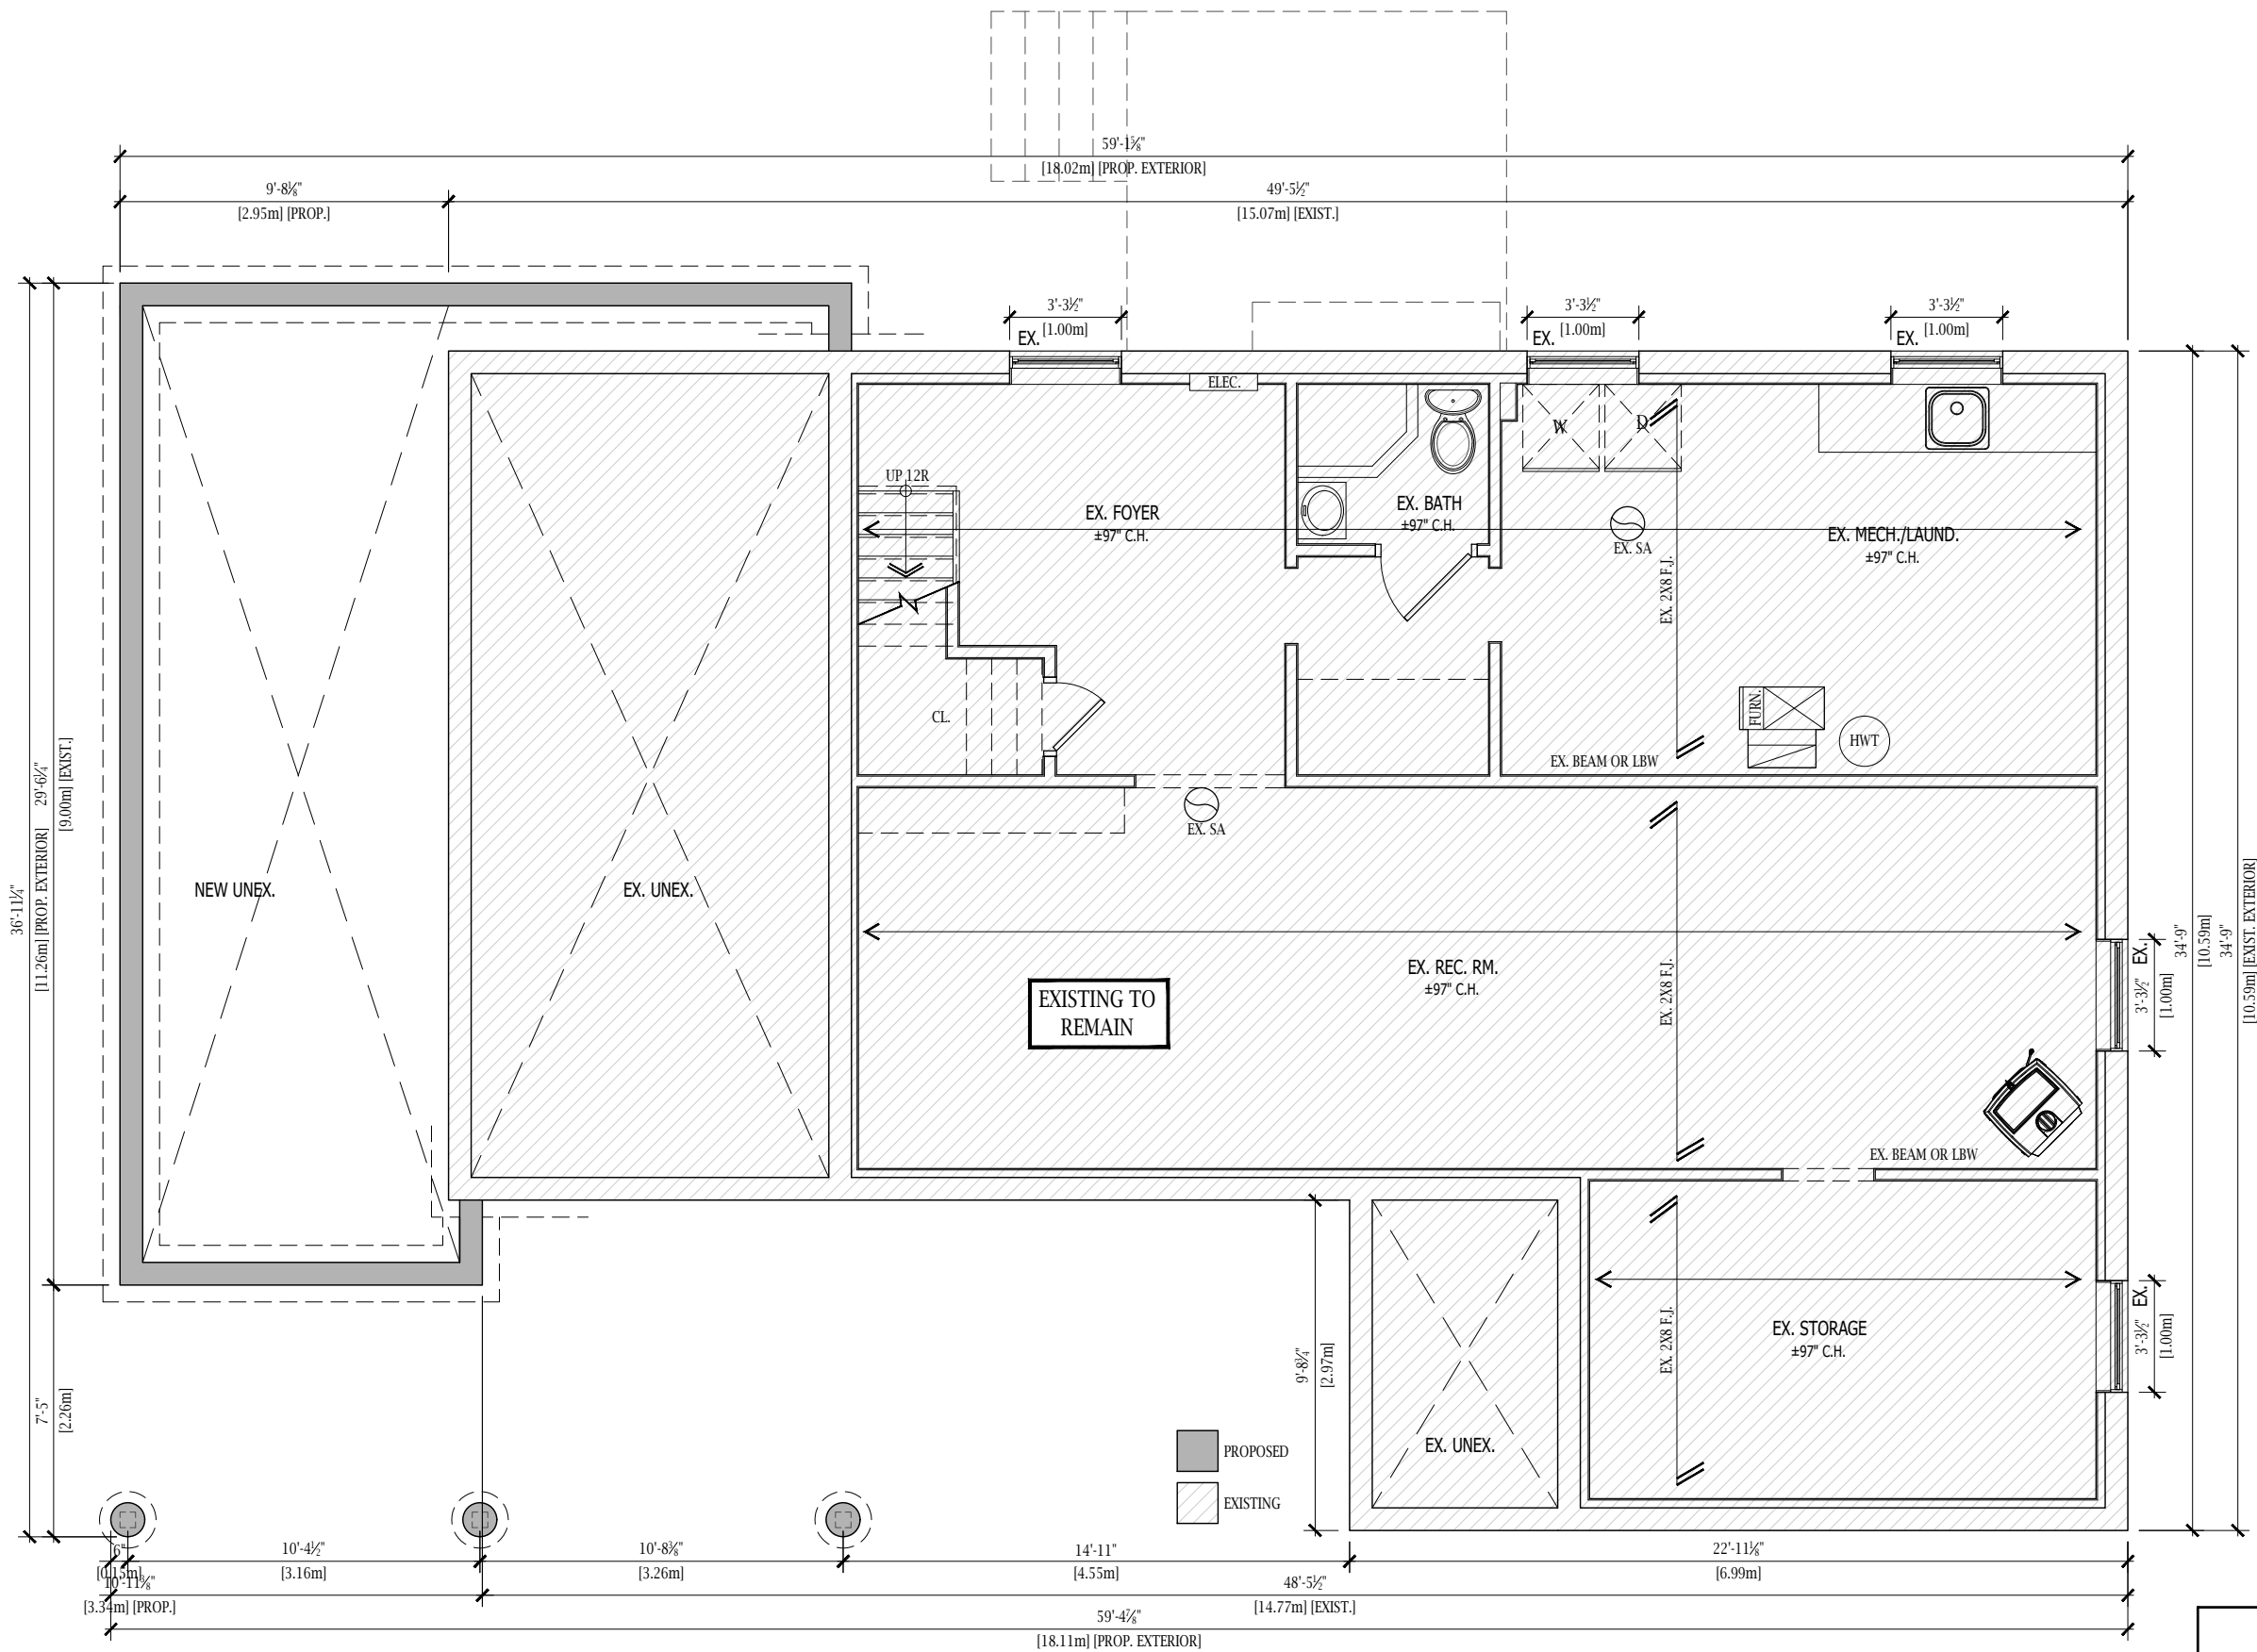 59'-1⅝"
[18.02m] [PROP. EXTERIOR]
9'-8⅛"
[2.95m] [PROP.]
49'-5½"
[15.07m] [EXIST.]
3'-3½"
[1.00m]
EX.
3'-3½"
[1.00m]
EX.
3'-3½"
[1.00m]
EX.
ELEC.
W
D
UP 12R
EX. FOYER
±97" C.H.
EX. BATH
±97" C.H.
EX. SA
EX. MECH./LAUND.
±97" C.H.
EX. 2X8 F.J.
CL.
FURN.
HWT
EX. BEAM OR LBW
EX. SA
NEW UNEX.
EX. UNEX.
36'-11¼"
[11.26m] [PROP. EXTERIOR]
29'-6¼"
[9.00m] [EXIST.]
EX. REC. RM.
±97" C.H.
EXISTING TO
REMAIN
EX. 2X8 F.J.
EX.
3'-3½"
[1.00m]
34'-9"
[10.59m]
34'-9"
[10.59m] [EXIST. EXTERIOR]
EX. BEAM OR LBW
EX. STORAGE
±97" C.H.
EX. 2X8 F.J.
EX.
3'-3½"
[1.00m]
9'-8¾"
[2.97m]
EX. UNEX.
7'-5"
[2.26m]
PROPOSED
EXISTING
6"
[0.15m]
10'-4½"
[3.16m]
10'-8⅜"
[3.26m]
14'-11"
[4.55m]
22'-11⅛"
[6.99m]
10'-11⅜"
[3.34m] [PROP.]
48'-5½"
[14.77m] [EXIST.]
59'-4⅞"
[18.11m] [PROP. EXTERIOR]